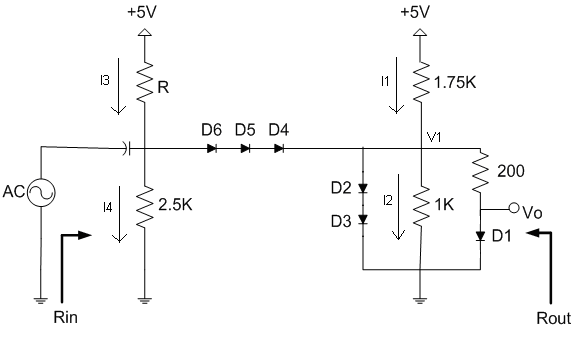 +5V +5V
I3 I1
R 1.75K
D6 D5 D4 V1
200
AC I4 2.5K D2 I2 1K Vo
D3 D1
Rin Rout